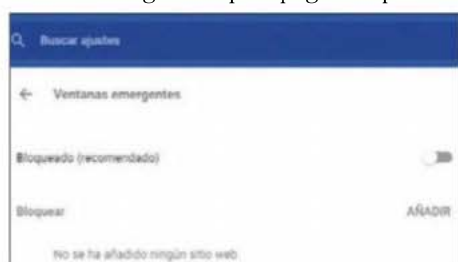 Buscar ajustes
Ventanas emergentes
Bloqueado (recomendado)
Bloquear
AÑADIR
No se ha añadido ningún sitio web